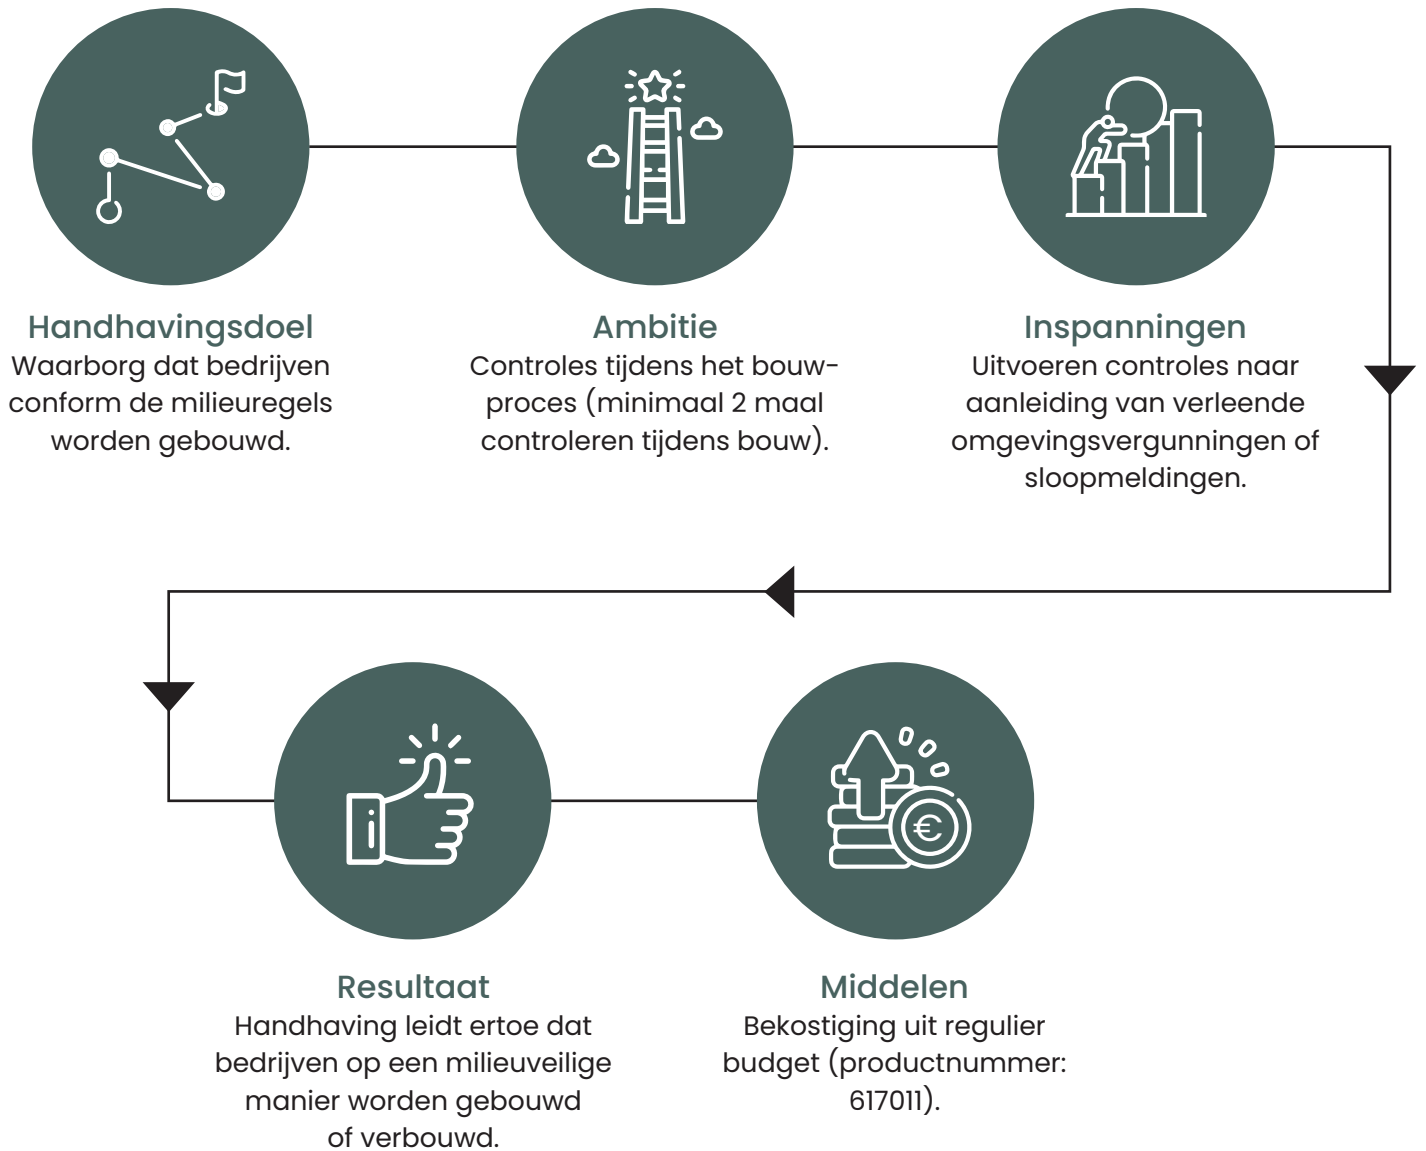 Handhavingsdoel
Waarborg dat bedrijven
conform de milieuregels
worden gebouwd.
Ambitie
Controles tijdens het bouw-
proces (minimaal 2 maal
controleren tijdens bouw).
Inspanningen
Uitvoeren controles naar
aanleiding van verleende
omgevingsvergunningen of
sloopmeldingen.
€
Resultaat
Handhaving leidt ertoe dat
bedrijven op een milieuveilige
manier worden gebouwd
of verbouwd.
Middelen
Bekostiging uit regulier
budget (productnummer:
617011).